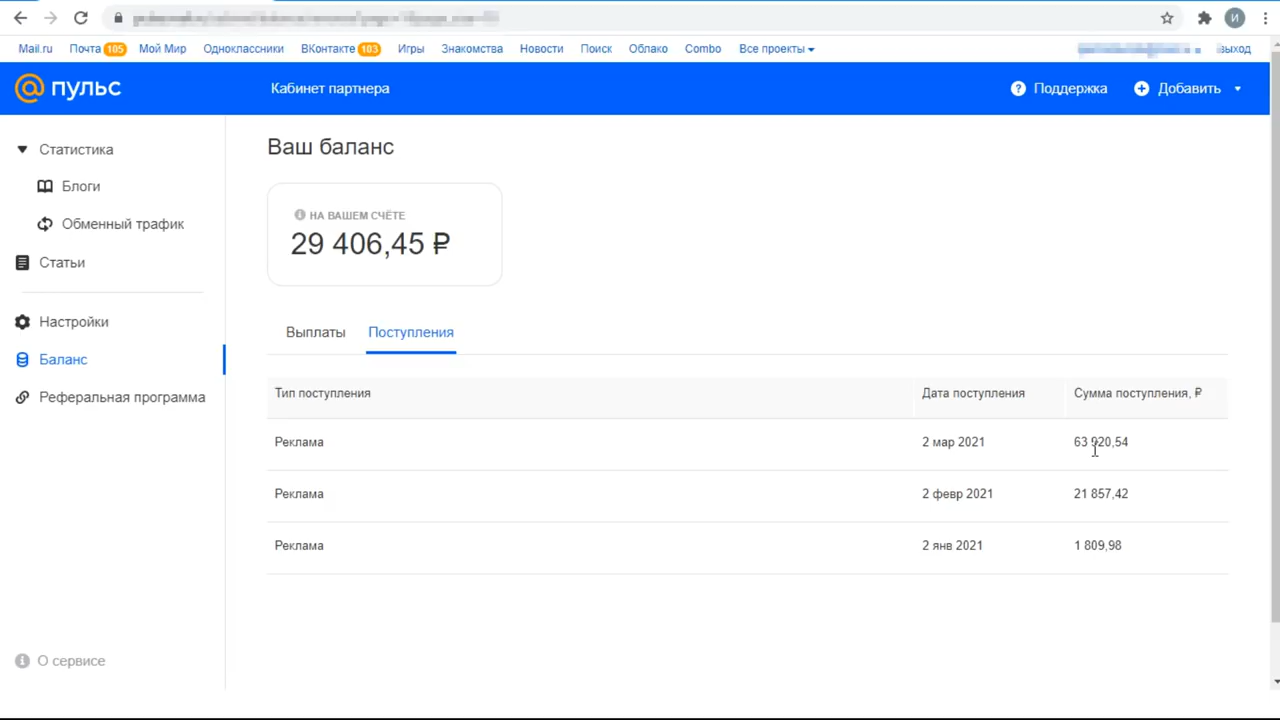 Mail.ru Почта 105 Мой Мир Одноклассники ВКонтакте 103 Игры Знакомства Новости Поиск Облако Combo Все проекты выход
@ пульс Кабинет партнера ? Поддержка + Добавить
И
Статистика
Блоги
Обменный трафик
Статьи
Настройки
Баланс
Реферальная программа
О сервисе
Ваш баланс
НА ВАШЕМ СЧЁТЕ
29 406,45 ₽
Выплаты Поступления
Тип поступления Дата поступления Сумма поступления, ₽
Реклама 2 мар 2021 63 920,54
Реклама 2 февр 2021 21 857,42
Реклама 2 янв 2021 1 809,98